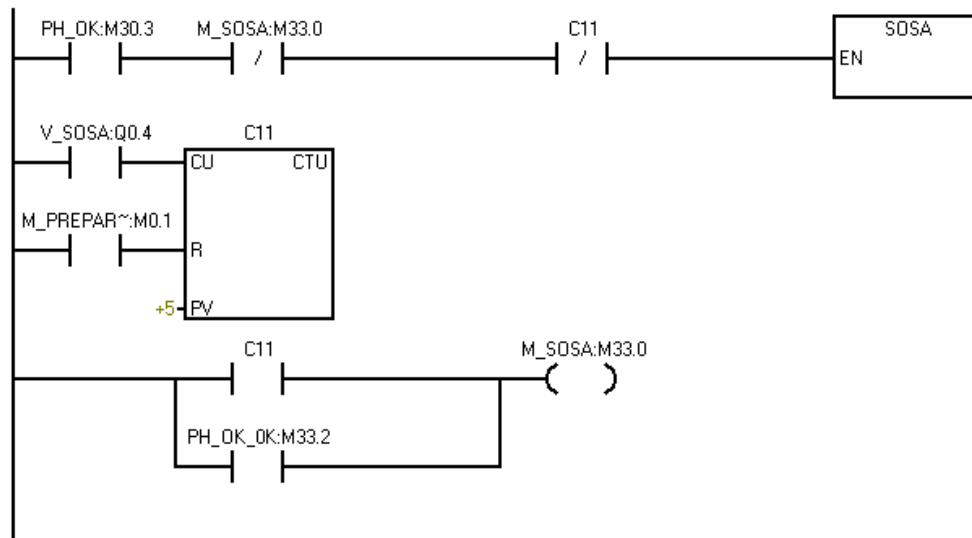 PH_OK:M30.3 M_SOSA:M33.0 C11 SOSA
/ / EN
V_SOSA:Q0.4 C11
CU CTU
M_PREPAR~:M0.1
R
+5 PV
C11 M_SOSA:M33.0
PH_OK_OK:M33.2